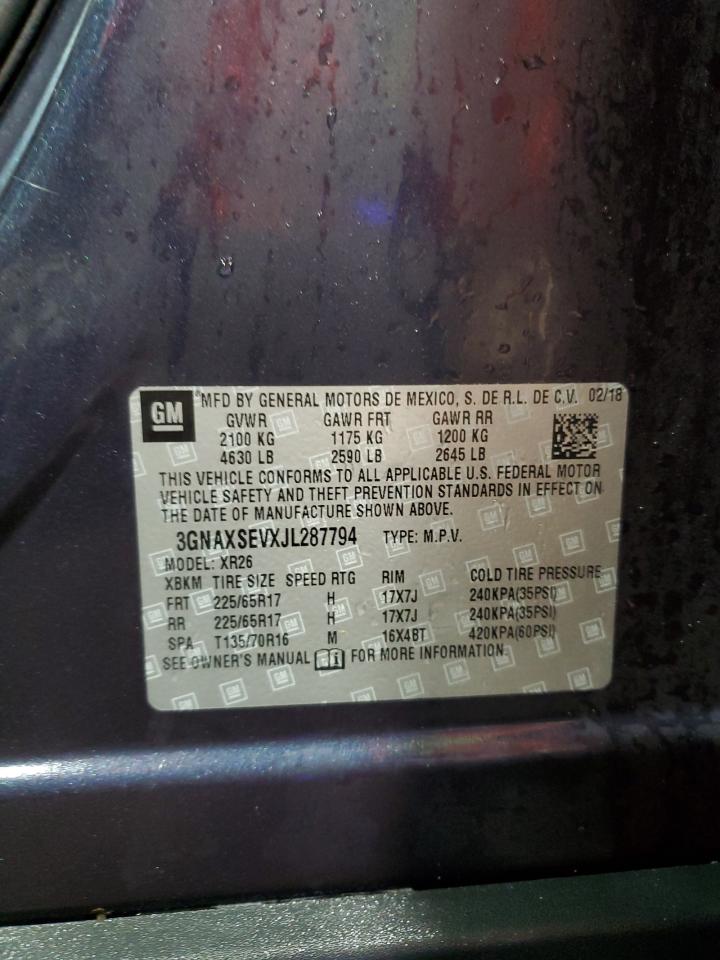 GM MFD BY GENERAL MOTORS DE MEXICO, S. DE R.L. DE C.V. 02/18
GVWR GAWR FRT GAWR RR
2100 KG 1175 KG 1200 KG
4630 LB 2590 LB 2645 LB
THIS VEHICLE CONFORMS TO ALL APPLICABLE U.S. FEDERAL MOTOR
VEHICLE SAFETY AND THEFT PREVENTION STANDARDS IN EFFECT ON
THE DATE OF MANUFACTURE SHOWN ABOVE.
3GNAXSEVXJL287794 TYPE: M.P.V.
MODEL: XR26
XBKM TIRE SIZE SPEED RTG RIM COLD TIRE PRESSURE
FRT 225/65R17 H 17X7J 240KPA(35PSI)
RR 225/65R17 H 17X7J 240KPA(35PSI)
SPA T135/70R16 M 16X4BT 420KPA(60PSI)
SEE OWNER'S MANUAL FOR MORE INFORMATION.